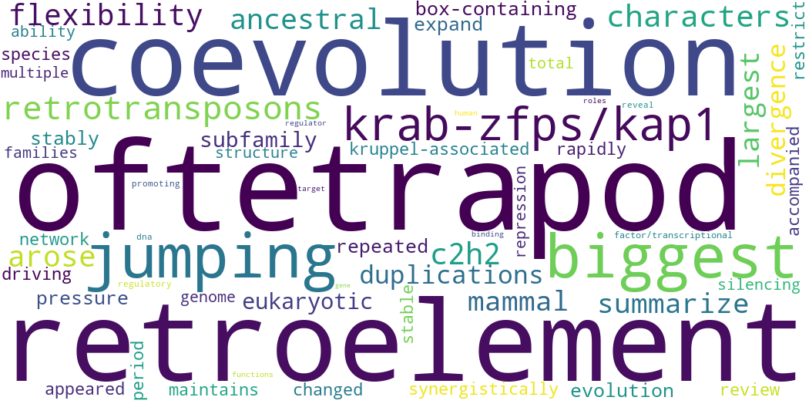 flexibility
ancestral
box-containing
expand
characters
restrict
ability
species
multiple
coevolution
total
retrotransposons
roles
reveal
human
regulator
krab-zfps/kap1
largest
divergence
accompanied
stably
subfamily
families
structure
kruppel-associated
rapidly
oftetrapod
promoting
target
repression
network
dna
binding
factor/transcriptional
arose
jumping
repeated
c2h2
biggest
driving
regulatory
duplications
gene
silencing
pressure
genome
eukaryotic
stable
mammal
summarize
retroelement
period
functions
appeared
maintains
changed
synergistically
evolution
review